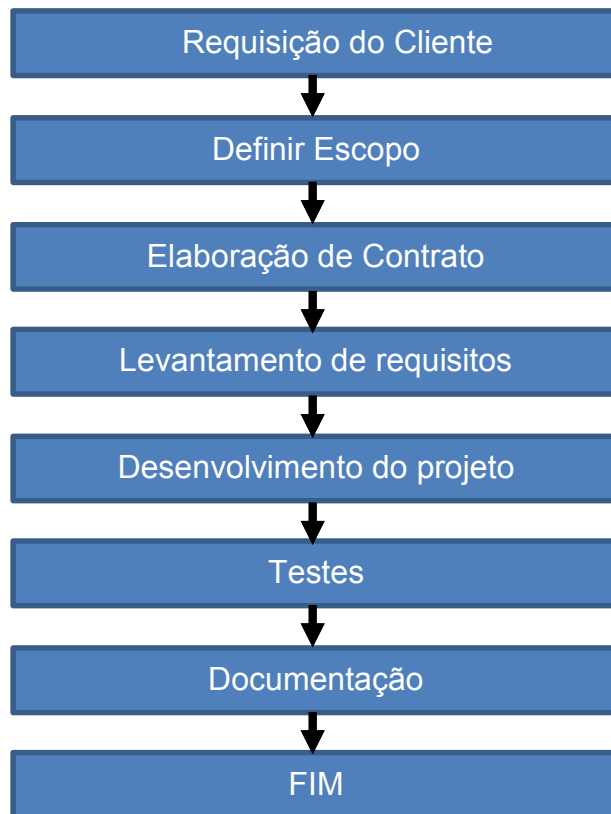 Requisição do Cliente
Definir Escopo
Elaboração de Contrato
Levantamento de requisitos
Desenvolvimento do projeto
Testes
Documentação
FIM